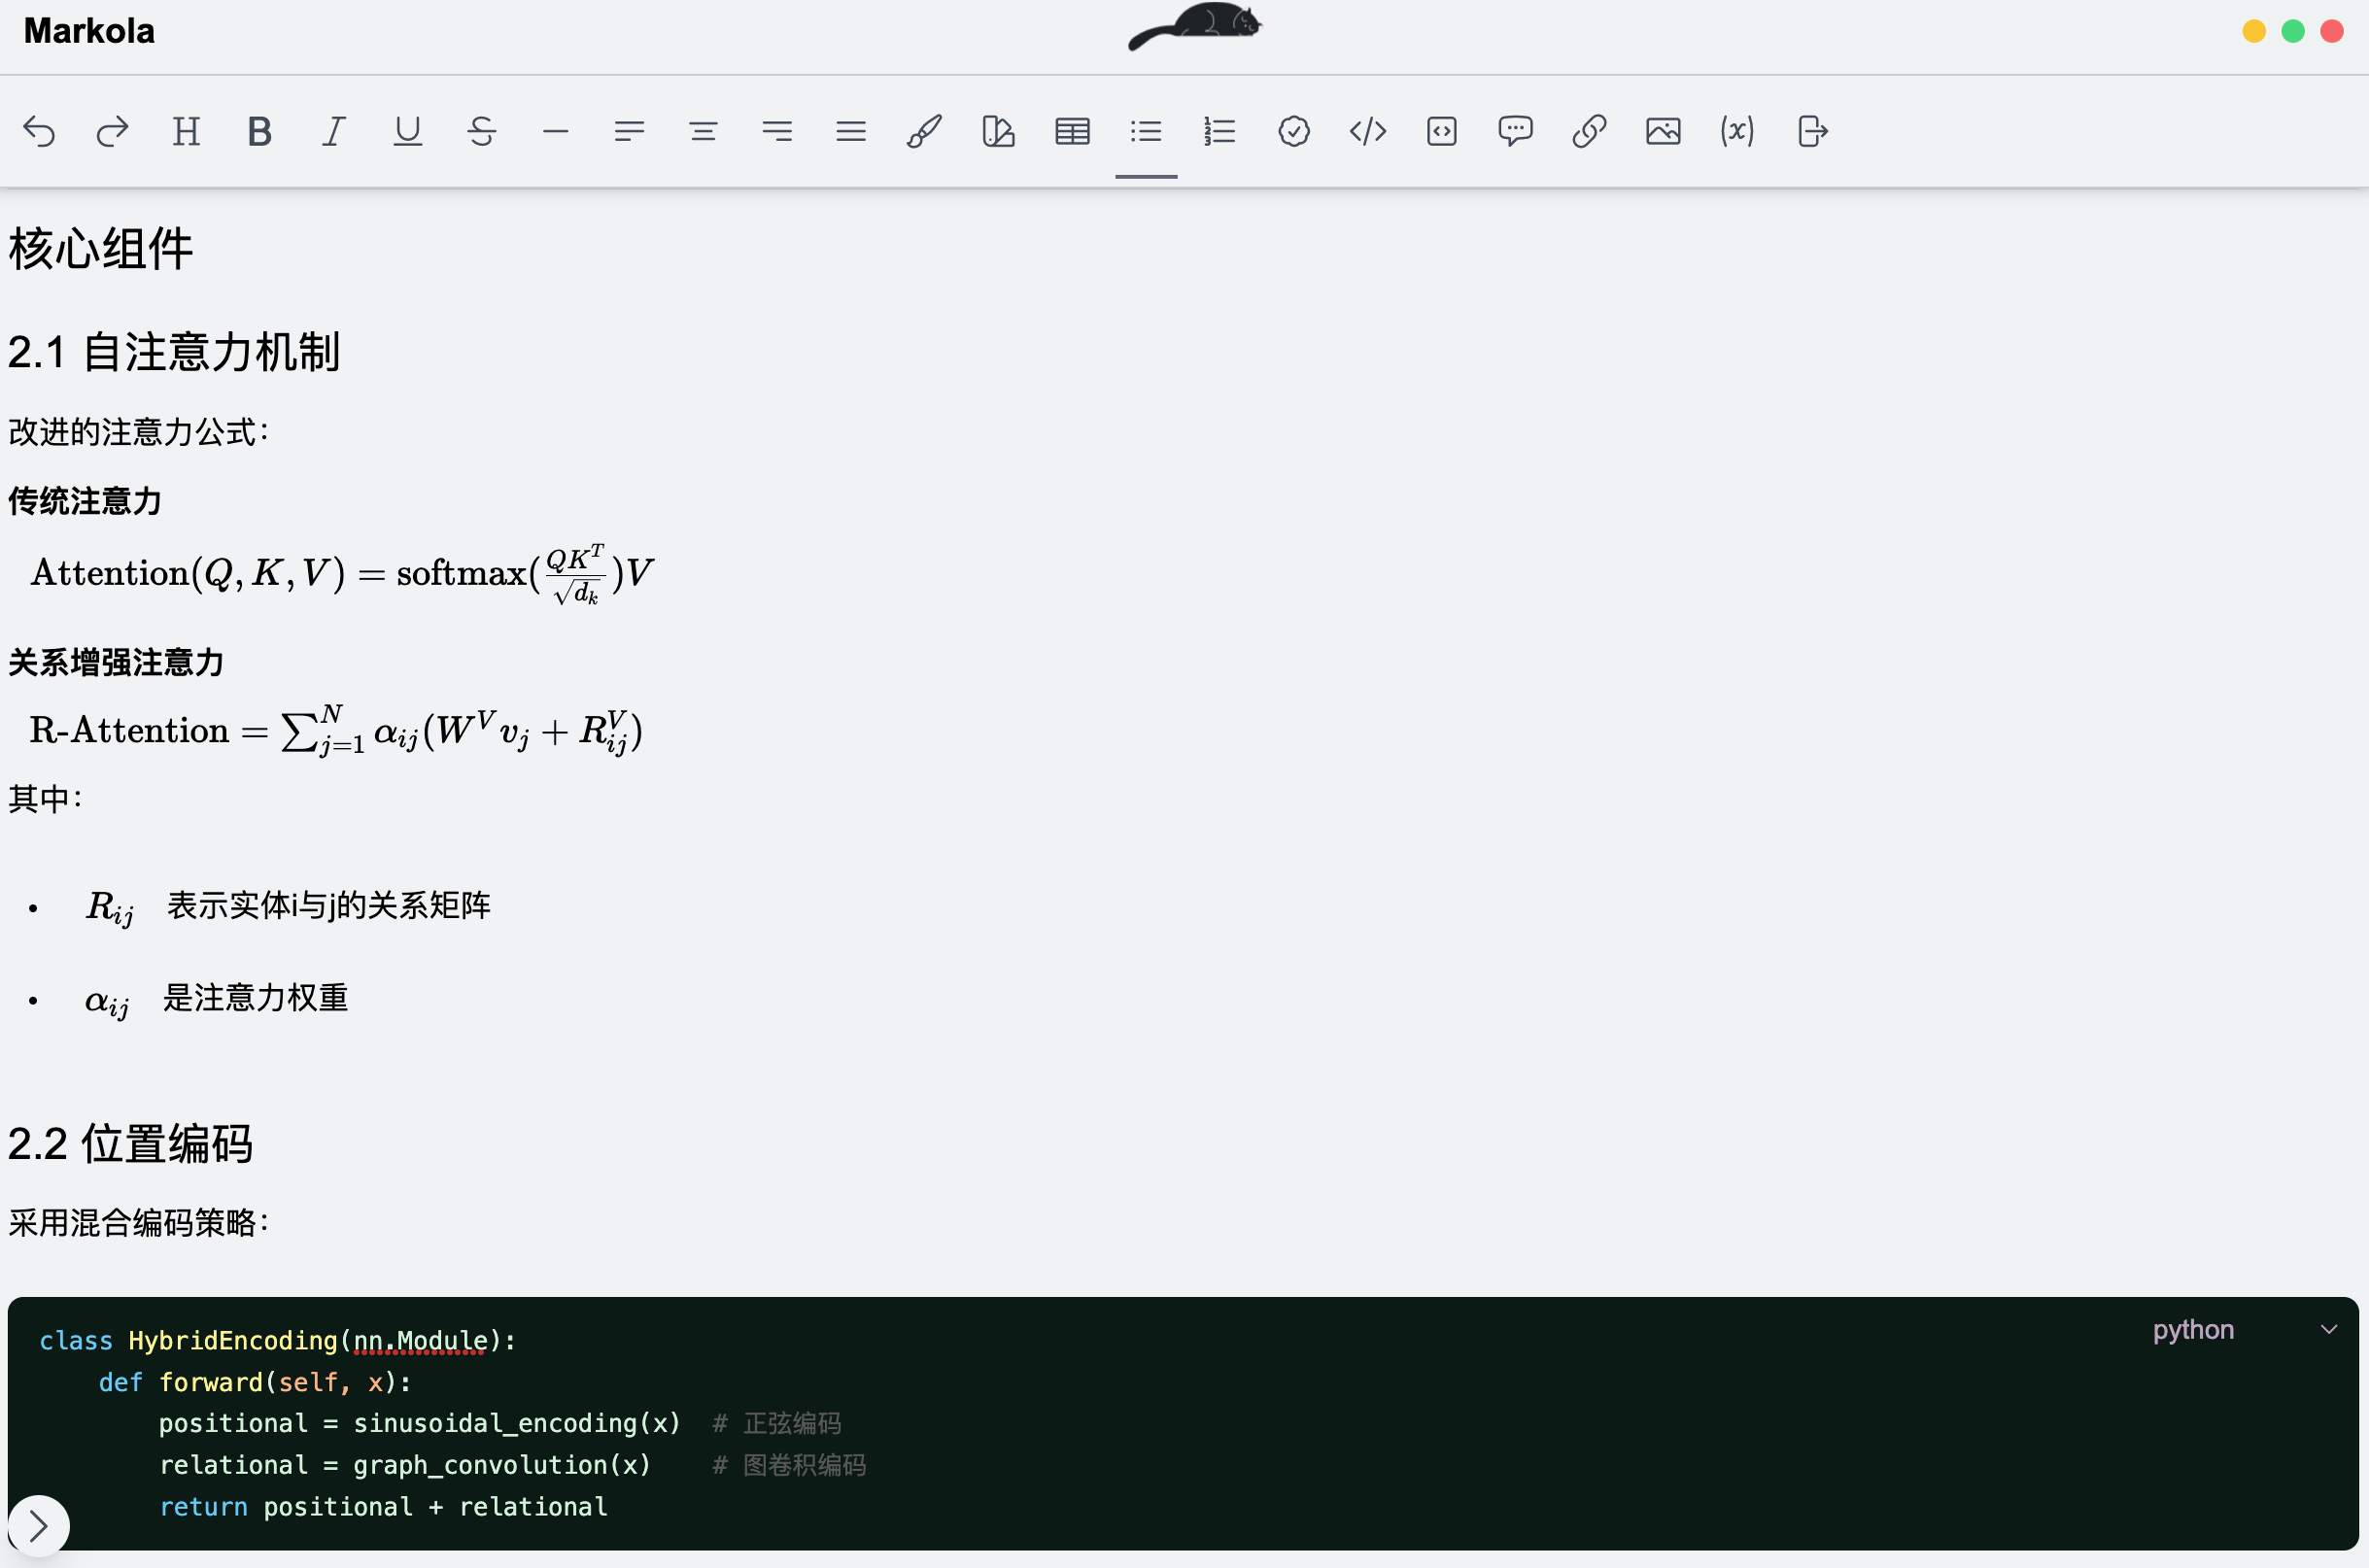 Markola
核心组件
2.1 自注意力机制
改进的注意力公式：
传统注意力
Attention(Q, K, V) = softmax(\frac{QK^T}{\sqrt{d_k}})V
关系增强注意力
R-Attention = \sum_{j=1}^{N} α_{ij}(W^V v_j + R_{ij}^V)
其中：
• R_{ij} 表示实体i与j的关系矩阵
• α_{ij} 是注意力权重
2.2 位置编码
采用混合编码策略：
python
class HybridEncoding(nn.Module):
    def forward(self, x):
        positional = sinusoidal_encoding(x)  # 正弦编码
        relational = graph_convolution(x)    # 图卷积编码
        return positional + relational